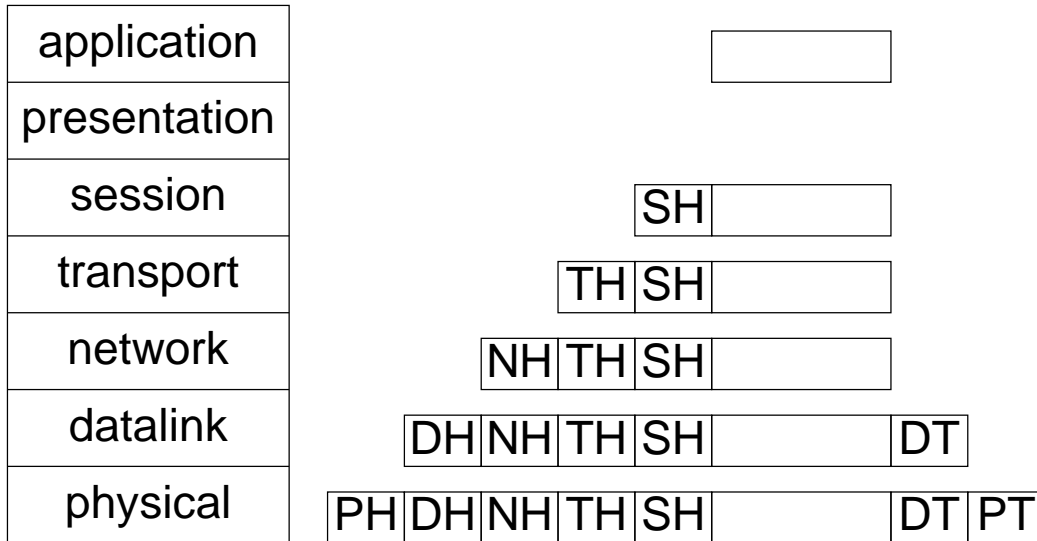 application
presentation
session SH
transport TH SH
network NH TH SH
datalink DH NH TH SH DT
physical PH DH NH TH SH DT PT